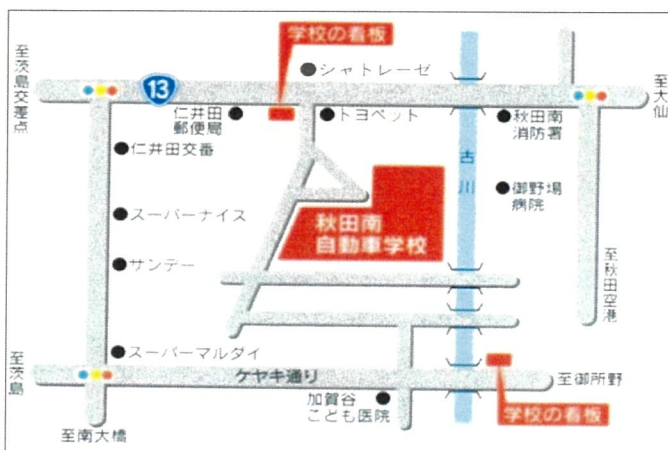 学校の看板
シャトレーゼ
至茨島交差点
13
至大仙
仁井田
郵便局
トヨペット
秋田南
消防署
仁井田交番
古川
御野場
病院
スーパーナイス
秋田南
自動車学校
サンデー
至秋田空港
スーパーマルダイ
至茨島
ケヤキ通り
至御所野
加賀谷
こども医院
学校の看板
至南大橋